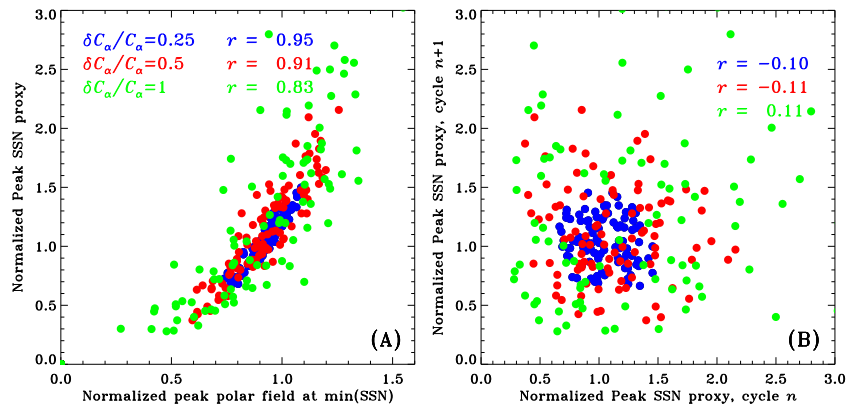 3.0
2.5
2.0
1.5
1.0
0.5
0.0
Normalized Peak SSN proxy
δCα/Cα=0.25 r = 0.95
δCα/Cα=0.5 r = 0.91
δCα/Cα=1 r = 0.83
(A)
0.0 0.5 1.0 1.5
Normalized peak polar field at min(SSN)
3.0
2.5
2.0
1.5
1.0
0.5
0.0
Normalized Peak SSN proxy, cycle n+1
r = −0.10
r = −0.11
r = 0.11
(B)
0.0 0.5 1.0 1.5 2.0 2.5 3.0
Normalized Peak SSN proxy, cycle n